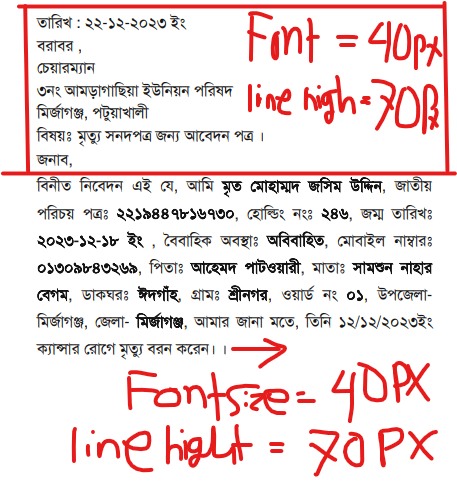 তারিখ : ২২-১২-২০২৩ ইং
বরাবর ,
চেয়ারম্যান
৩নং আমড়াগাছিয়া ইউনিয়ন পরিষদ
মির্জাগঞ্জ, পটুয়াখালী
বিষয়ঃ মৃত্যু সনদপত্র জন্য আবেদন পত্র ।
জনাব,
Font = 40px
line high = 70px
বিনীত নিবেদন এই যে, আমি মৃত মোহাম্মদ জসিম উদ্দিন, জাতীয়
পরিচয় পত্রঃ ২২১৯৪৪৭৮১৬৭৩০, হোল্ডিং নংঃ ২৪৬, জন্ম তারিখঃ
২০২৩-১২-১৮ ইং , বৈবাহিক অবস্থাঃ অবিবাহিত, মোবাইল নাম্বারঃ
০১৩০৯৮৪৩২৬৯, পিতাঃ আহেমদ পাটওয়ারী, মাতাঃ সামশুন নাহার
বেগম, ডাকঘরঃ ঈদগাঁহ, গ্রামঃ শ্রীনগর, ওয়ার্ড নং ০১, উপজেলা-
মির্জাগঞ্জ, জেলা- মির্জাগঞ্জ, আমার জানা মতে, তিনি ১২/১২/২০২৩ইং
ক্যান্সার রোগে মৃত্যু বরন করেন। ।
Font size = 40PX
line hight = 70PX